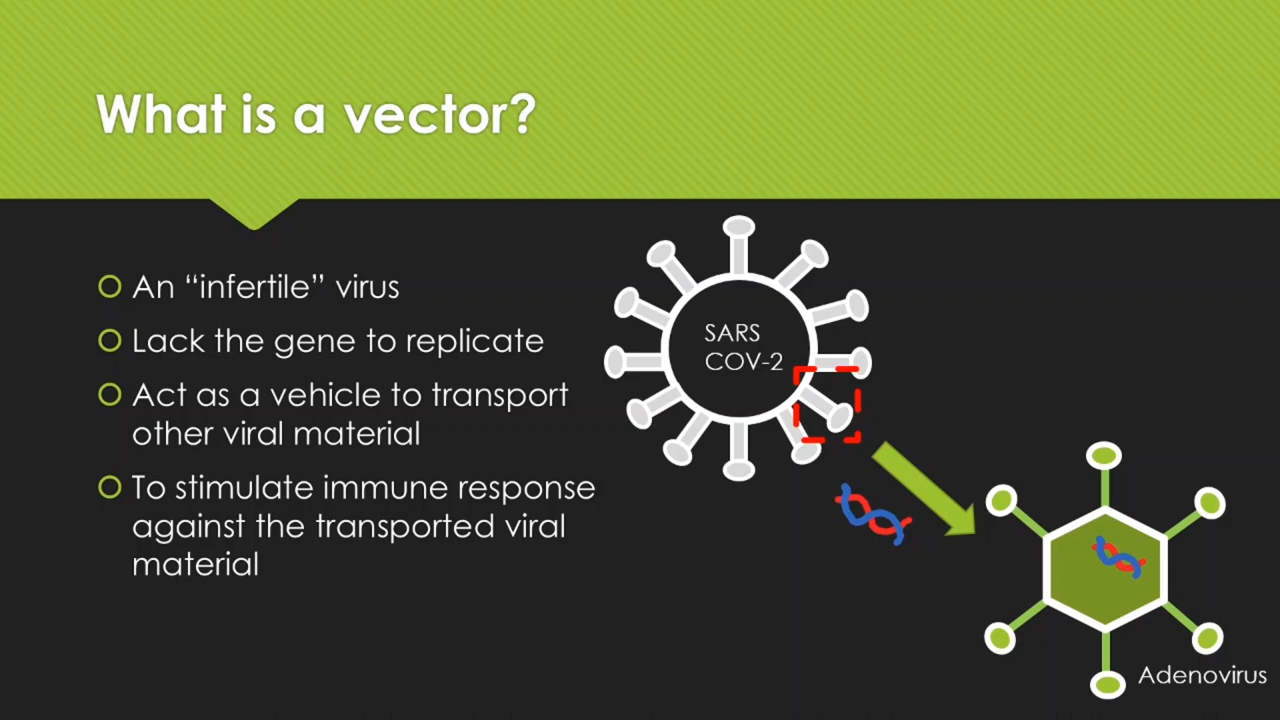 What is a vector?
An “infertile” virus
Lack the gene to replicate
Act as a vehicle to transport
other viral material
To stimulate immune response
against the transported viral
material
SARS
COV-2
Adenovirus